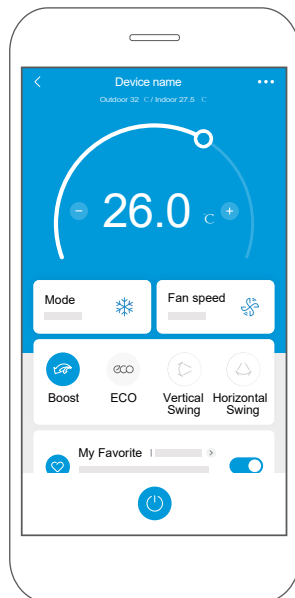 Device name
Outdoor 32 ℃ / Indoor 27.5 ℃
26.0 ℃
Mode
Fan speed
eco
Boost
ECO
Vertical
Swing
Horizontal
Swing
My Favorite